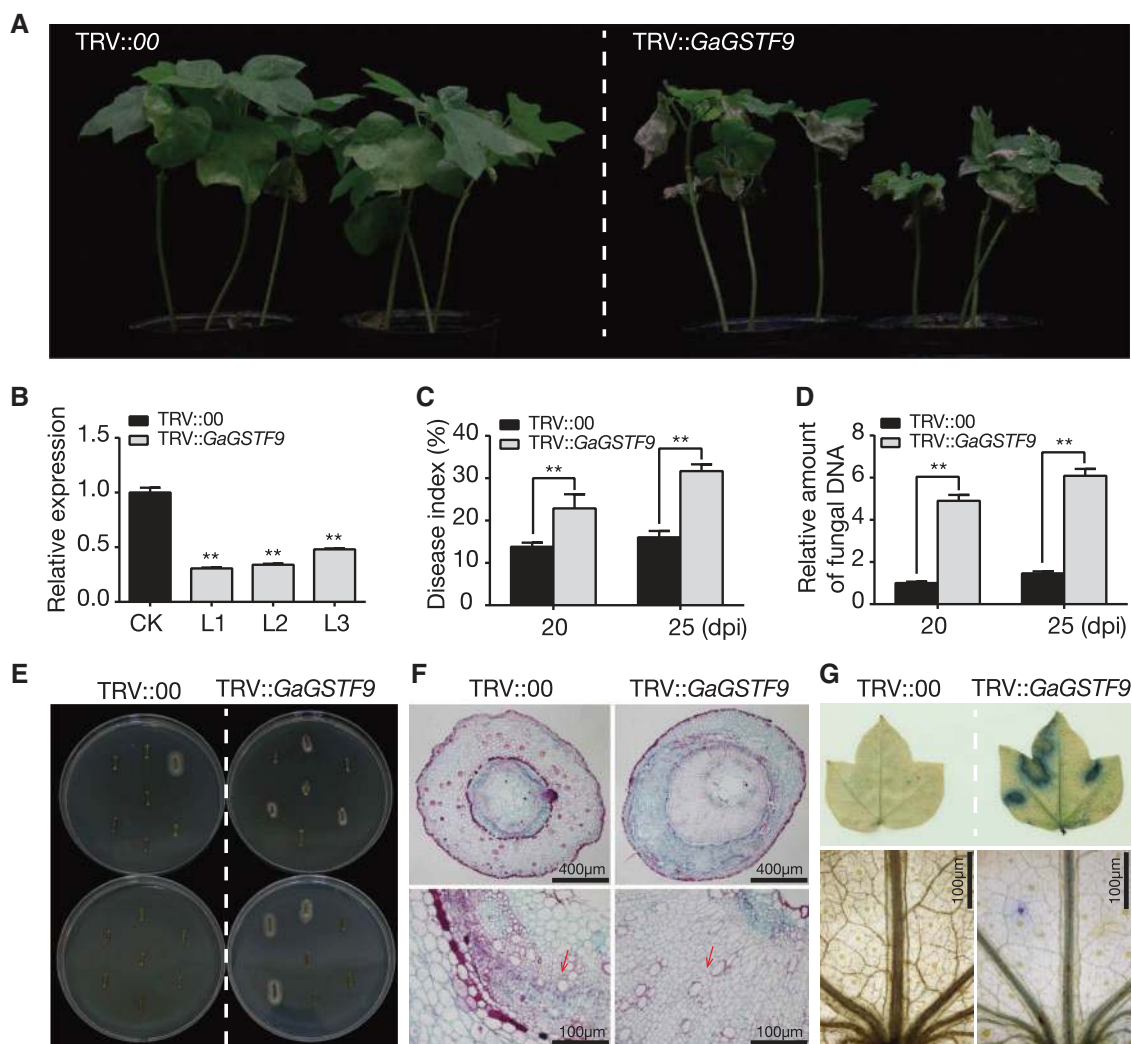 A
TRV::00
TRV::GaGSTF9
B
TRV::00
TRV::GaGSTF9
Relative expression
1.5
1.0
0.5
0.0
**
**
**
CK
L1
L2
L3
C
TRV::00
TRV::GaGSTF9
Disease index (%)
40
30
20
10
0
**
**
20
25 (dpi)
D
TRV::00
TRV::GaGSTF9
Relative amount
of fungal DNA
8
6
4
2
0
**
**
20
25 (dpi)
E
TRV::00
TRV::GaGSTF9
F
TRV::00
TRV::GaGSTF9
400μm
400μm
100μm
100μm
G
TRV::00
TRV::GaGSTF9
100μm
100μm